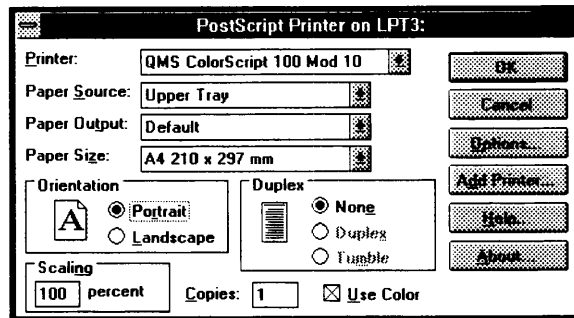 PostScript Printer on LPT3:
Printer: QMS ColorScript 100 Mod 10
OK
Paper Source: Upper Tray
Cancel
Paper Output: Default
Options...
Paper Size: A4 210 x 297 mm
Add Printer...
Orientation
Duplex
A
Portrait
None
Help...
Landscape
Duplex
Tumble
About...
Scaling
100 percent
Copies: 1
Use Color